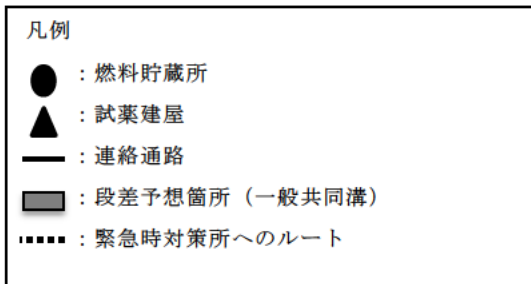 凡例
：燃料貯蔵所
：試薬建屋
：連絡通路
：段差予想箇所（一般共同溝）
：緊急時対策所へのルート